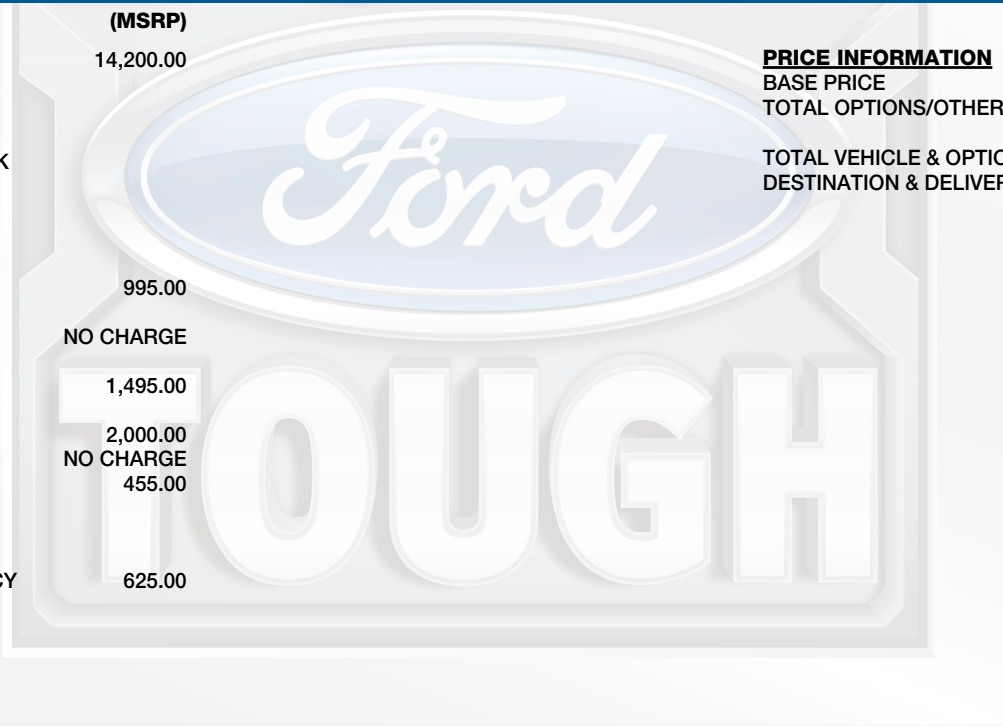 (MSRP)
14,200.00
K
995.00
NO CHARGE
1,495.00
2,000.00
NO CHARGE
455.00
CY 625.00
PRICE INFORMATION
BASE PRICE
TOTAL OPTIONS/OTHER
TOTAL VEHICLE & OPTIO
DESTINATION & DELIVER
Ford
TOUGH